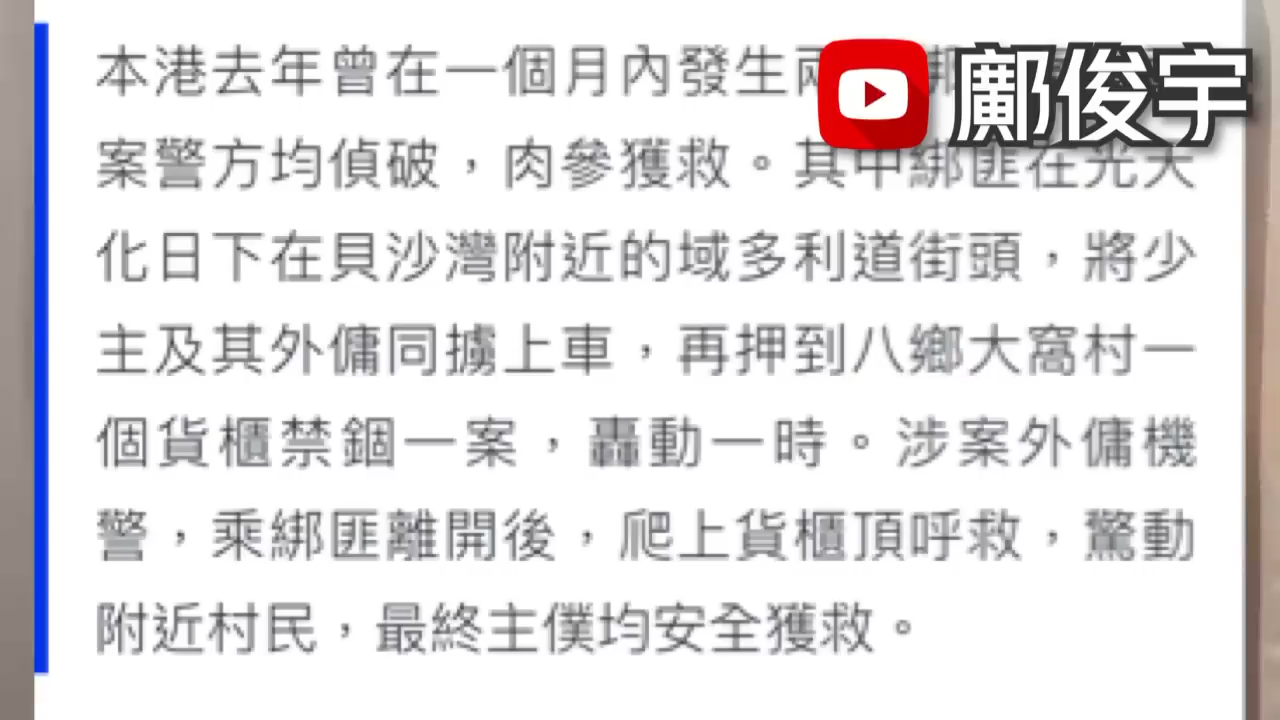 本港去年曾在一個月內發生兩
鄺俊宇
案警方均偵破，肉參獲救。其中綁匪在光天
化日下在貝沙灣附近的域多利道街頭，將少
主及其外傭同擄上車，再押到八鄉大窩村一
個貨櫃禁錮一案，轟動一時。涉案外傭機
警，乘綁匪離開後，爬上貨櫃頂呼救，驚動
附近村民，最終主僕均安全獲救。